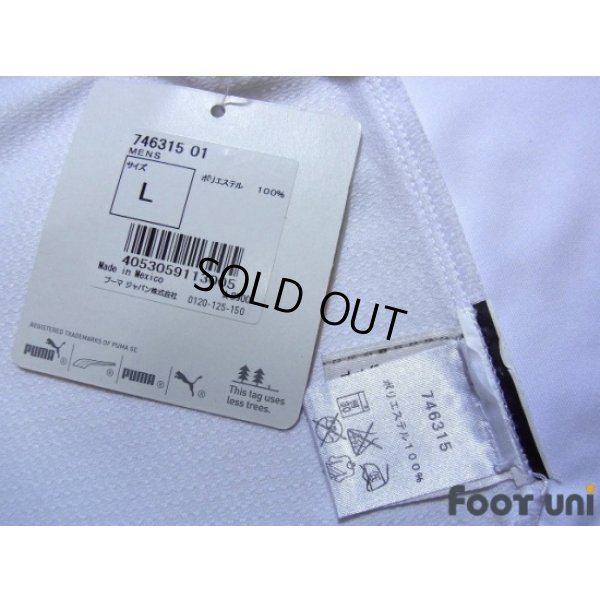 746315 01
MENS
サイズ
L
ポリエステル 100%
4053059113005
Made in Mexico
プーマ ジャパン株式会社 0120-125-150
SOLD OUT
REGISTERED TRADEMARKS OF PUMA SE
PUMA® ® PUMA® ®
This tag uses
less trees.
746315
ポリエステル100%
FOOT UNI